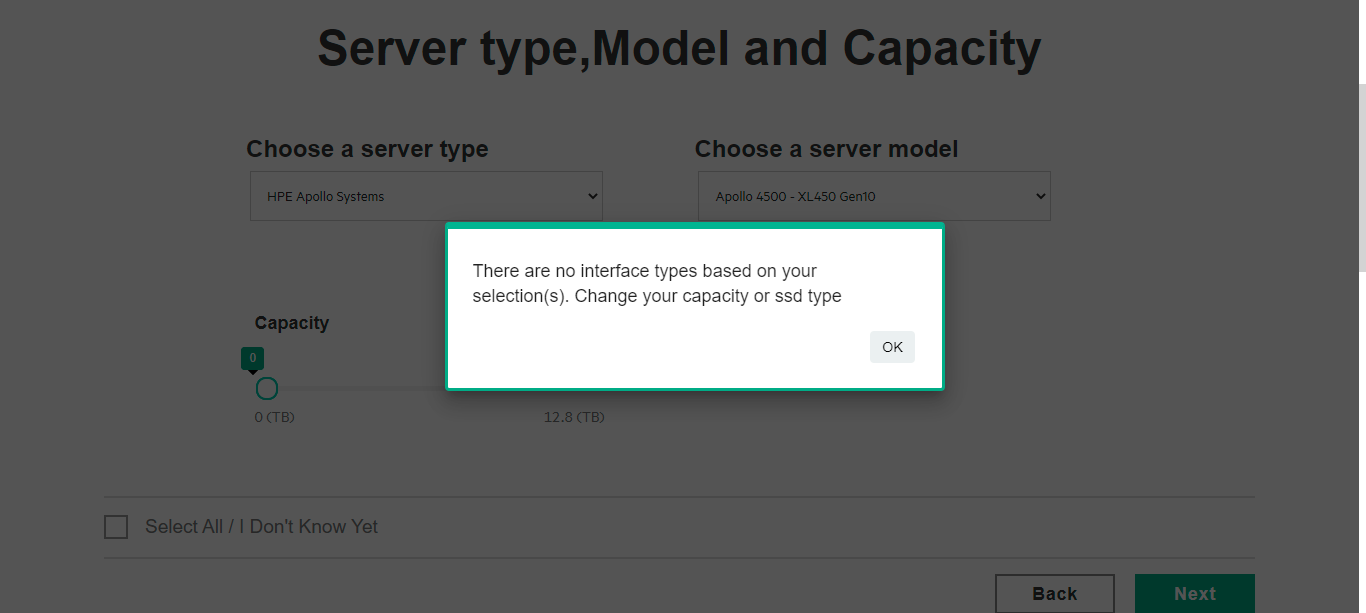 Server type,Model and Capacity
Choose a server type
Choose a server model
HPE Apollo Systems
Apollo 4500 - XL450 Gen10
There are no interface types based on your
selection(s). Change your capacity or ssd type
OK
Capacity
0
0 (TB)
12.8 (TB)
Select All / I Don't Know Yet
Back
Next